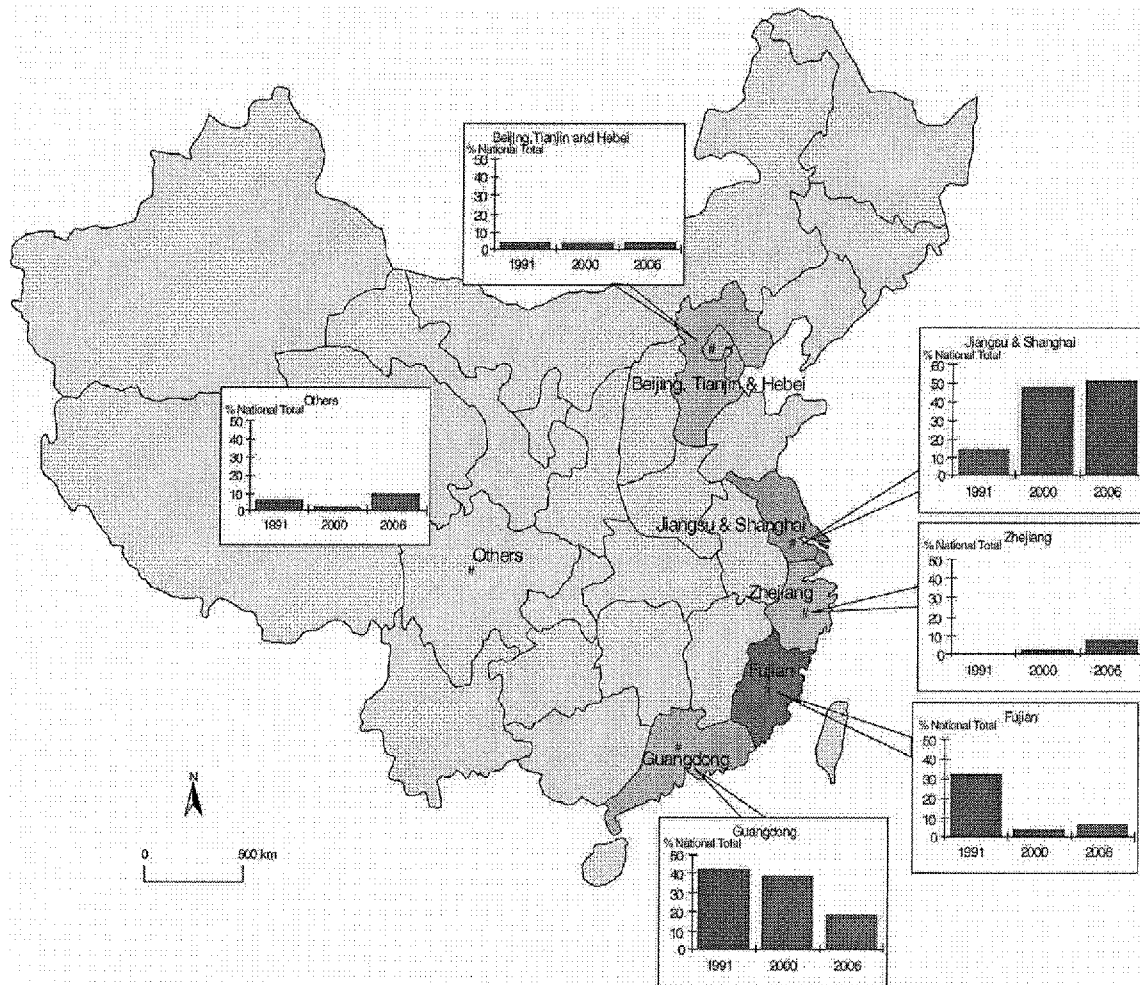 Beijing,Tianjin and Hebei
% National Total
50
40
30
20
10
0
1991 2000 2006
Beijing, Tianjin & Hebei
Jiangsu & Shanghai
% National Total
60
50
40
30
20
10
0
1991 2000 2006
Others
% National Total
50
40
30
20
10
0
1991 2000 2006
Jiangsu & Shanghai
#
Others
#
Zhejiang
% National Total
50
40
30
20
10
0
1991 2000 2006
Zhejiang
#
Fujian
Fujian
% National Total
50
40
30
20
10
0
1991 2000 2006
#
Guangdong
N
0 500 km
Guangdong
% National Total
50
40
30
20
10
0
1991 2000 2006